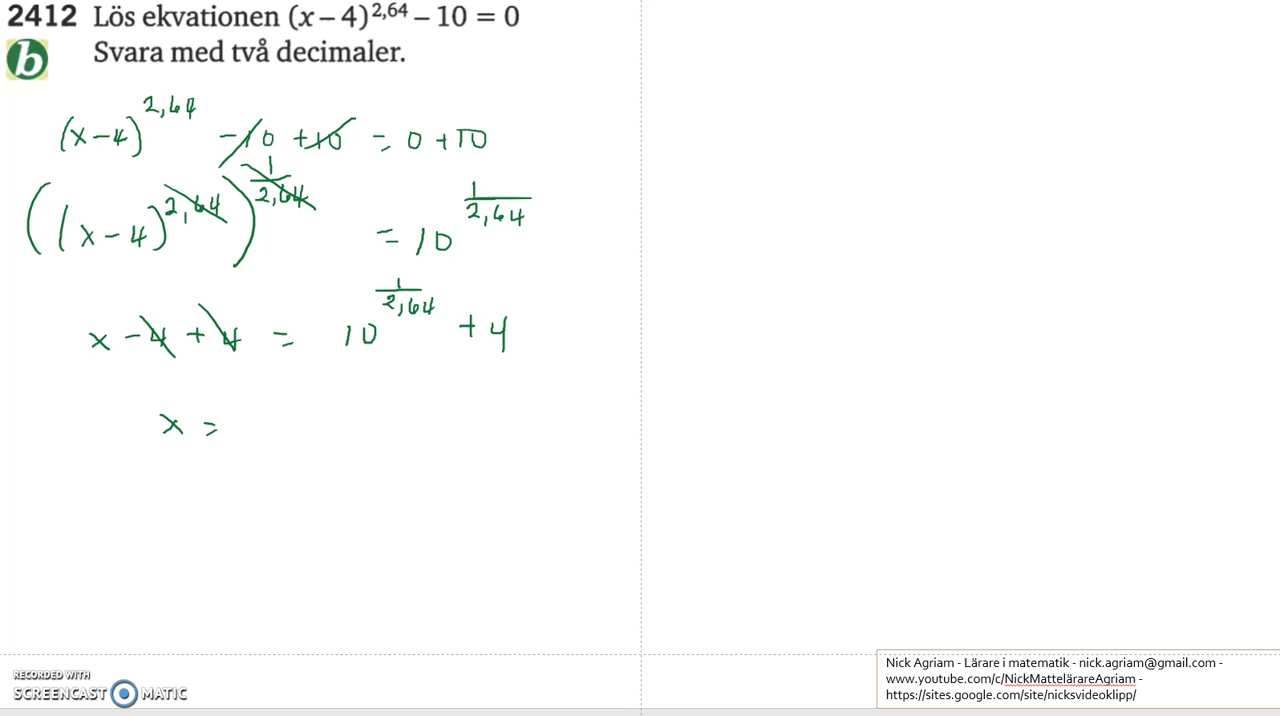 2412 Lös ekvationen (x – 4)^2,64 – 10 = 0
b Svara med två decimaler.
(x – 4)^2,64 – 10 + 10 = 0 + 10
((x – 4)^2,64)^1/2,64 = 10^1/2,64
x – 4 + 4 = 10^1/2,64 + 4
x =
Nick Agriam - Lärare i matematik - nick.agriam@gmail.com -
www.youtube.com/c/NickMattelärareAgriam -
https://sites.google.com/site/nicksvideoklipp/
RECORDED WITH
SCREENCAST MATIC